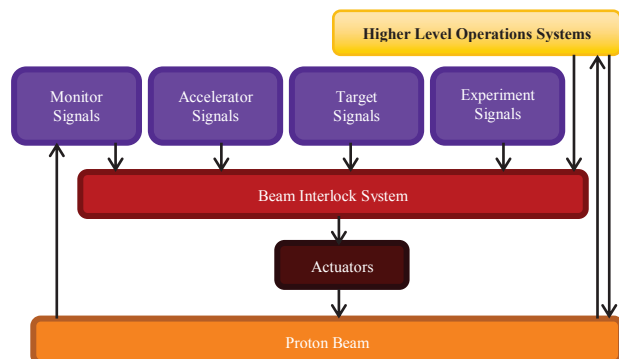 Higher Level Operations Systems
Monitor
Signals
Accelerator
Signals
Target
Signals
Experiment
Signals
Beam Interlock System
Actuators
Proton Beam